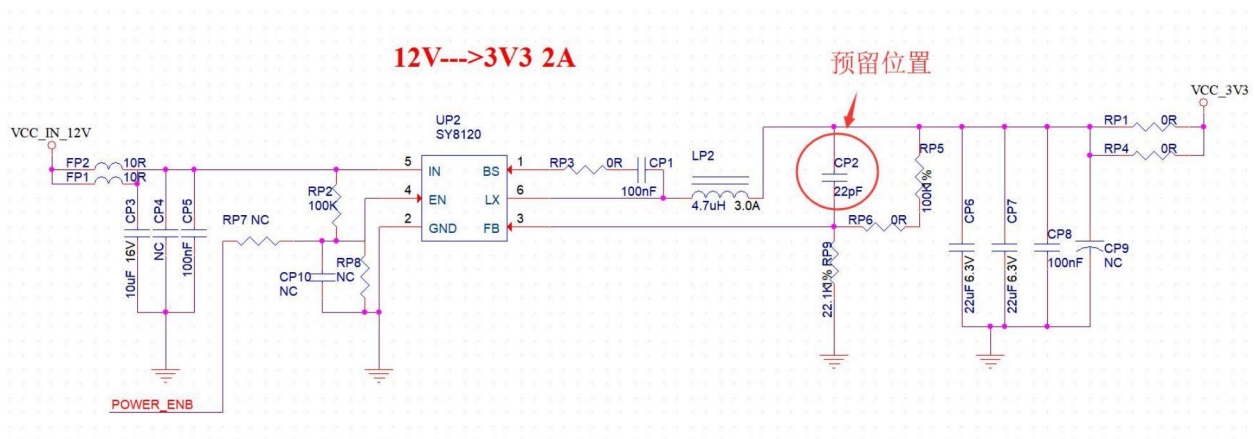 12V--->3V3 2A
预留位置
VCC_3V3
VCC_IN_12V
UP2
SY8120
FP2 10R
FP1 10R
5 IN BS 1
4 EN LX 6
2 GND FB 3
RP3 0R
CP1
100nF
LP2
4.7uH 3.0A
CP2
22pF
RP5
100K1%
RP1 0R
RP4 0R
RP2
100K
RP7 NC
CP3
10uF 16V
CP4
NC
CP5
100nF
CP10
NC
RP8
NC
RP6 0R
RP9
22.1K1%
CP6
22uF 6.3V
CP7
22uF 6.3V
CP8
100nF
CP9
NC
POWER_ENB